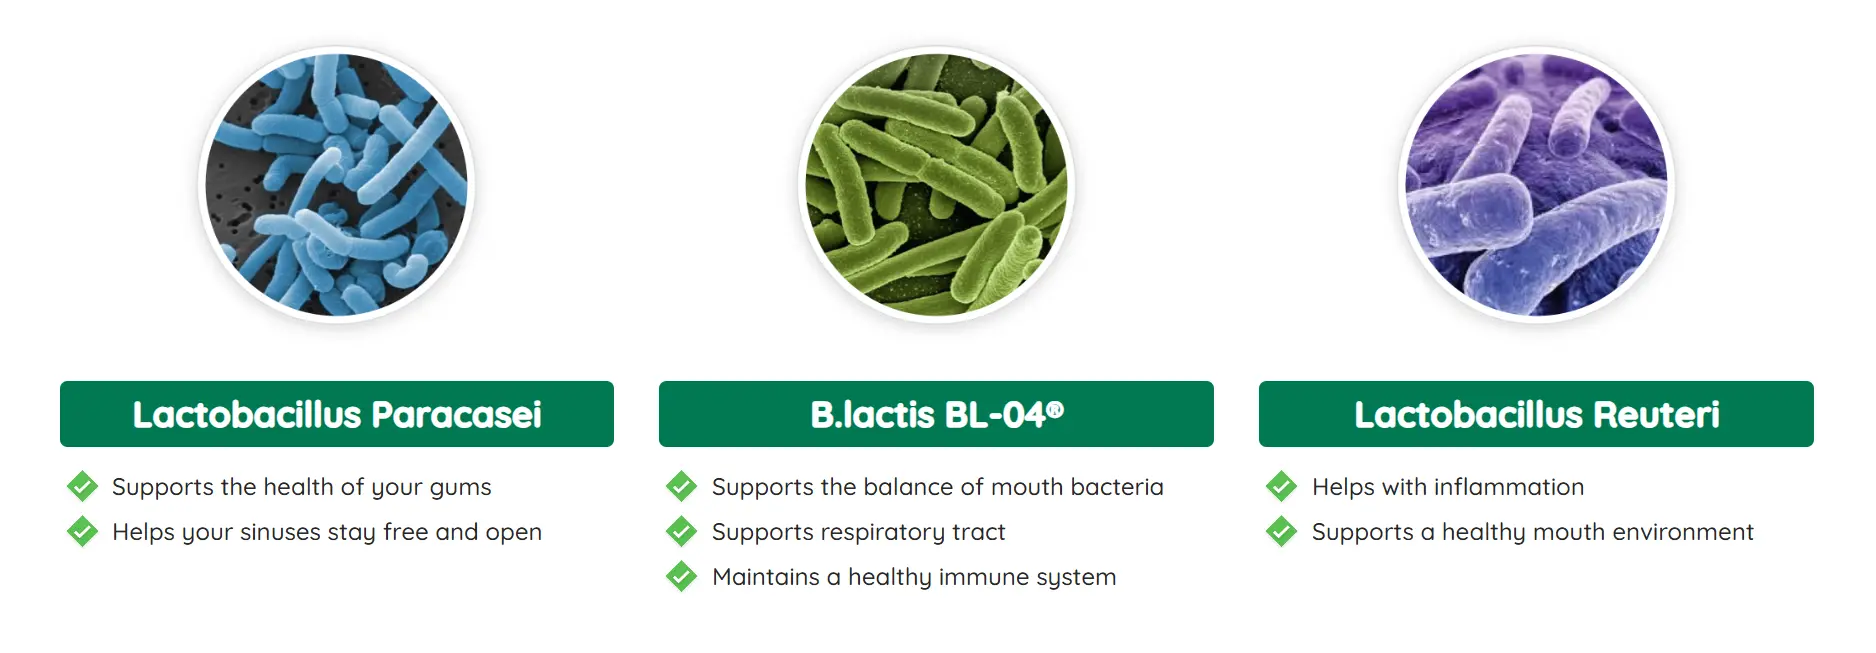 Lactobacillus Paracasei
Supports the health of your gums
Helps your sinuses stay free and open
B.lactis BL-04®
Supports the balance of mouth bacteria
Supports respiratory tract
Maintains a healthy immune system
Lactobacillus Reuteri
Helps with inflammation
Supports a healthy mouth environment